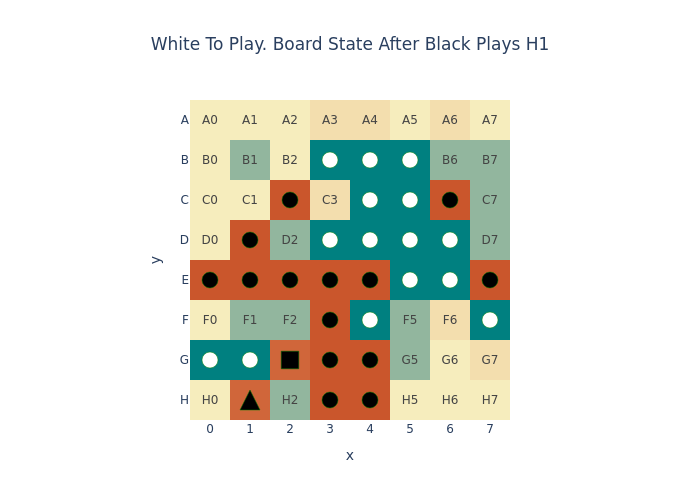 White To Play. Board State After Black Plays H1
A A0 A1 A2 A3 A4 A5 A6 A7
B B0 B1 B2 B6 B7
C C0 C1 C3 C7
D D0 D2 D7
E
F F0 F1 F2 F5 F6
G G5 G6 G7
H H0 H2 H5 H6 H7
0 1 2 3 4 5 6 7
x
y